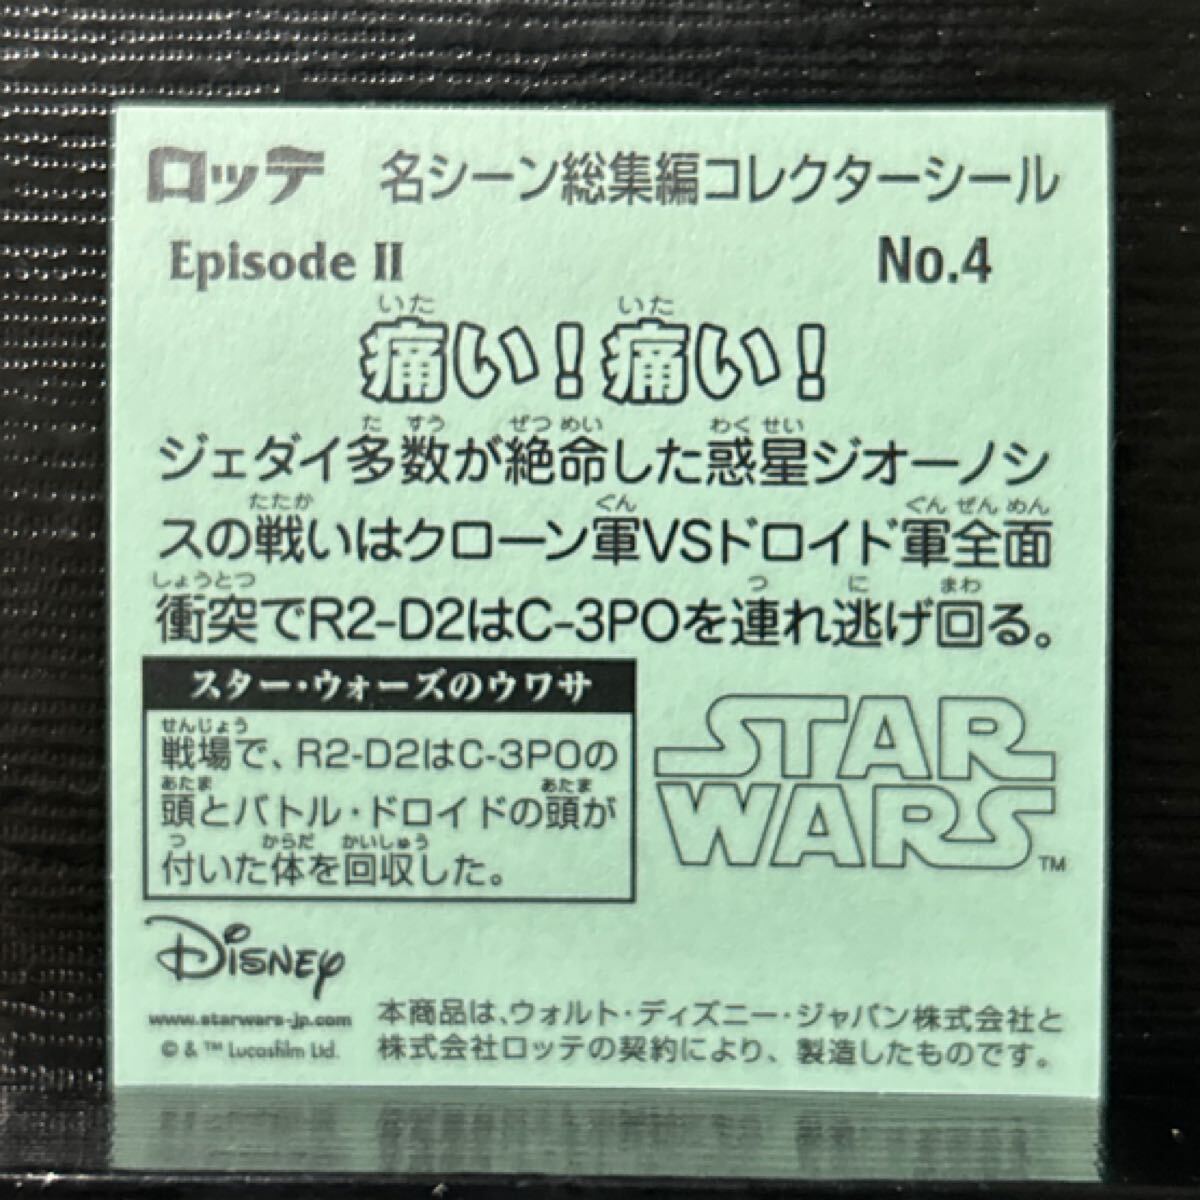 ロッテ 名シーン総集編コレクターシール
Episode II No.4
いた いた
痛い！痛い！
た すう ぜつ めい わく せい
ジェダイ多数が絶命した惑星ジオーノシ
たたか ぐん ぐん ぜん めん
スの戦いはクローン軍VSドロイド軍全面
しょうとつ つ に まわ
衝突でR2-D2はC-3POを連れ逃げ回る。
スター・ウォーズのウワサ
せんじょう
戦場で、R2-D2はC-3POの
あたま あたま
頭とバトル・ドロイドの頭が
つ からだ かいしゅう
付いた体を回収した。
STAR
WARS
TM
Disney
www.starwars-jp.com
© & ™ Lucasfilm Ltd.
本商品は、ウォルト・ディズニー・ジャパン株式会社と
株式会社ロッテの契約により、製造したものです。